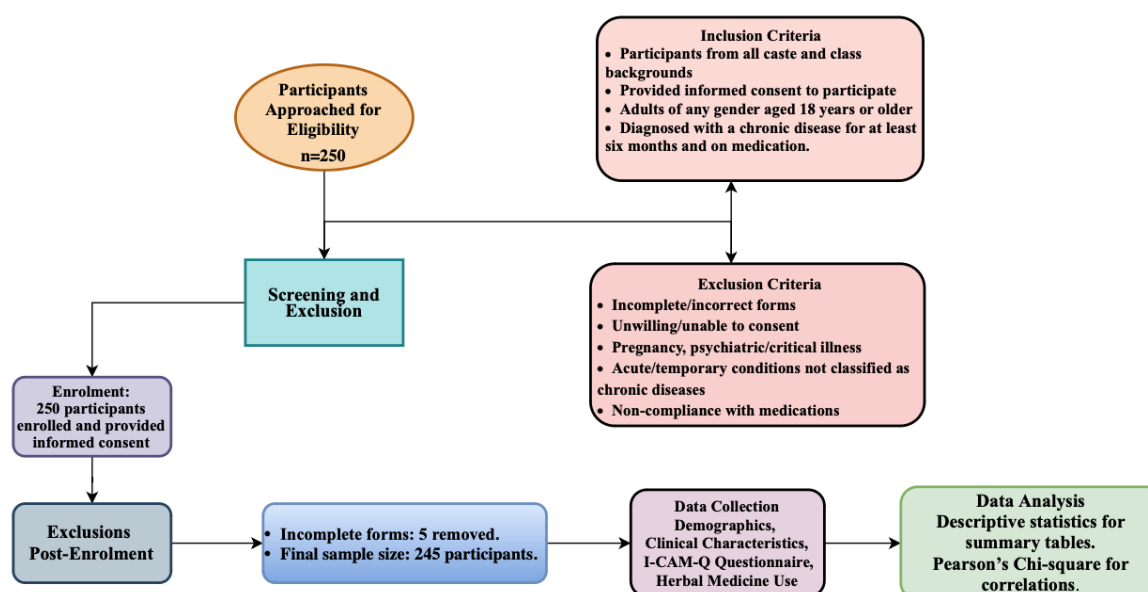 Participants
Approached for
Eligibility
n=250
Inclusion Criteria
• Participants from all caste and class
backgrounds
• Provided informed consent to participate
• Adults of any gender aged 18 years or older
• Diagnosed with a chronic disease for at least
six months and on medication.
Screening and
Exclusion
Exclusion Criteria
• Incomplete/incorrect forms
• Unwilling/unable to consent
• Pregnancy, psychiatric/critical illness
• Acute/temporary conditions not classified as
chronic diseases
• Non-compliance with medications
Enrolment:
250 participants
enrolled and provided
informed consent
Exclusions
Post-Enrolment
• Incomplete forms: 5 removed.
• Final sample size: 245 participants.
Data Collection
Demographics,
Clinical Characteristics,
I-CAM-Q Questionnaire,
Herbal Medicine Use
Data Analysis
Descriptive statistics for
summary tables.
Pearson's Chi-square for
correlations.